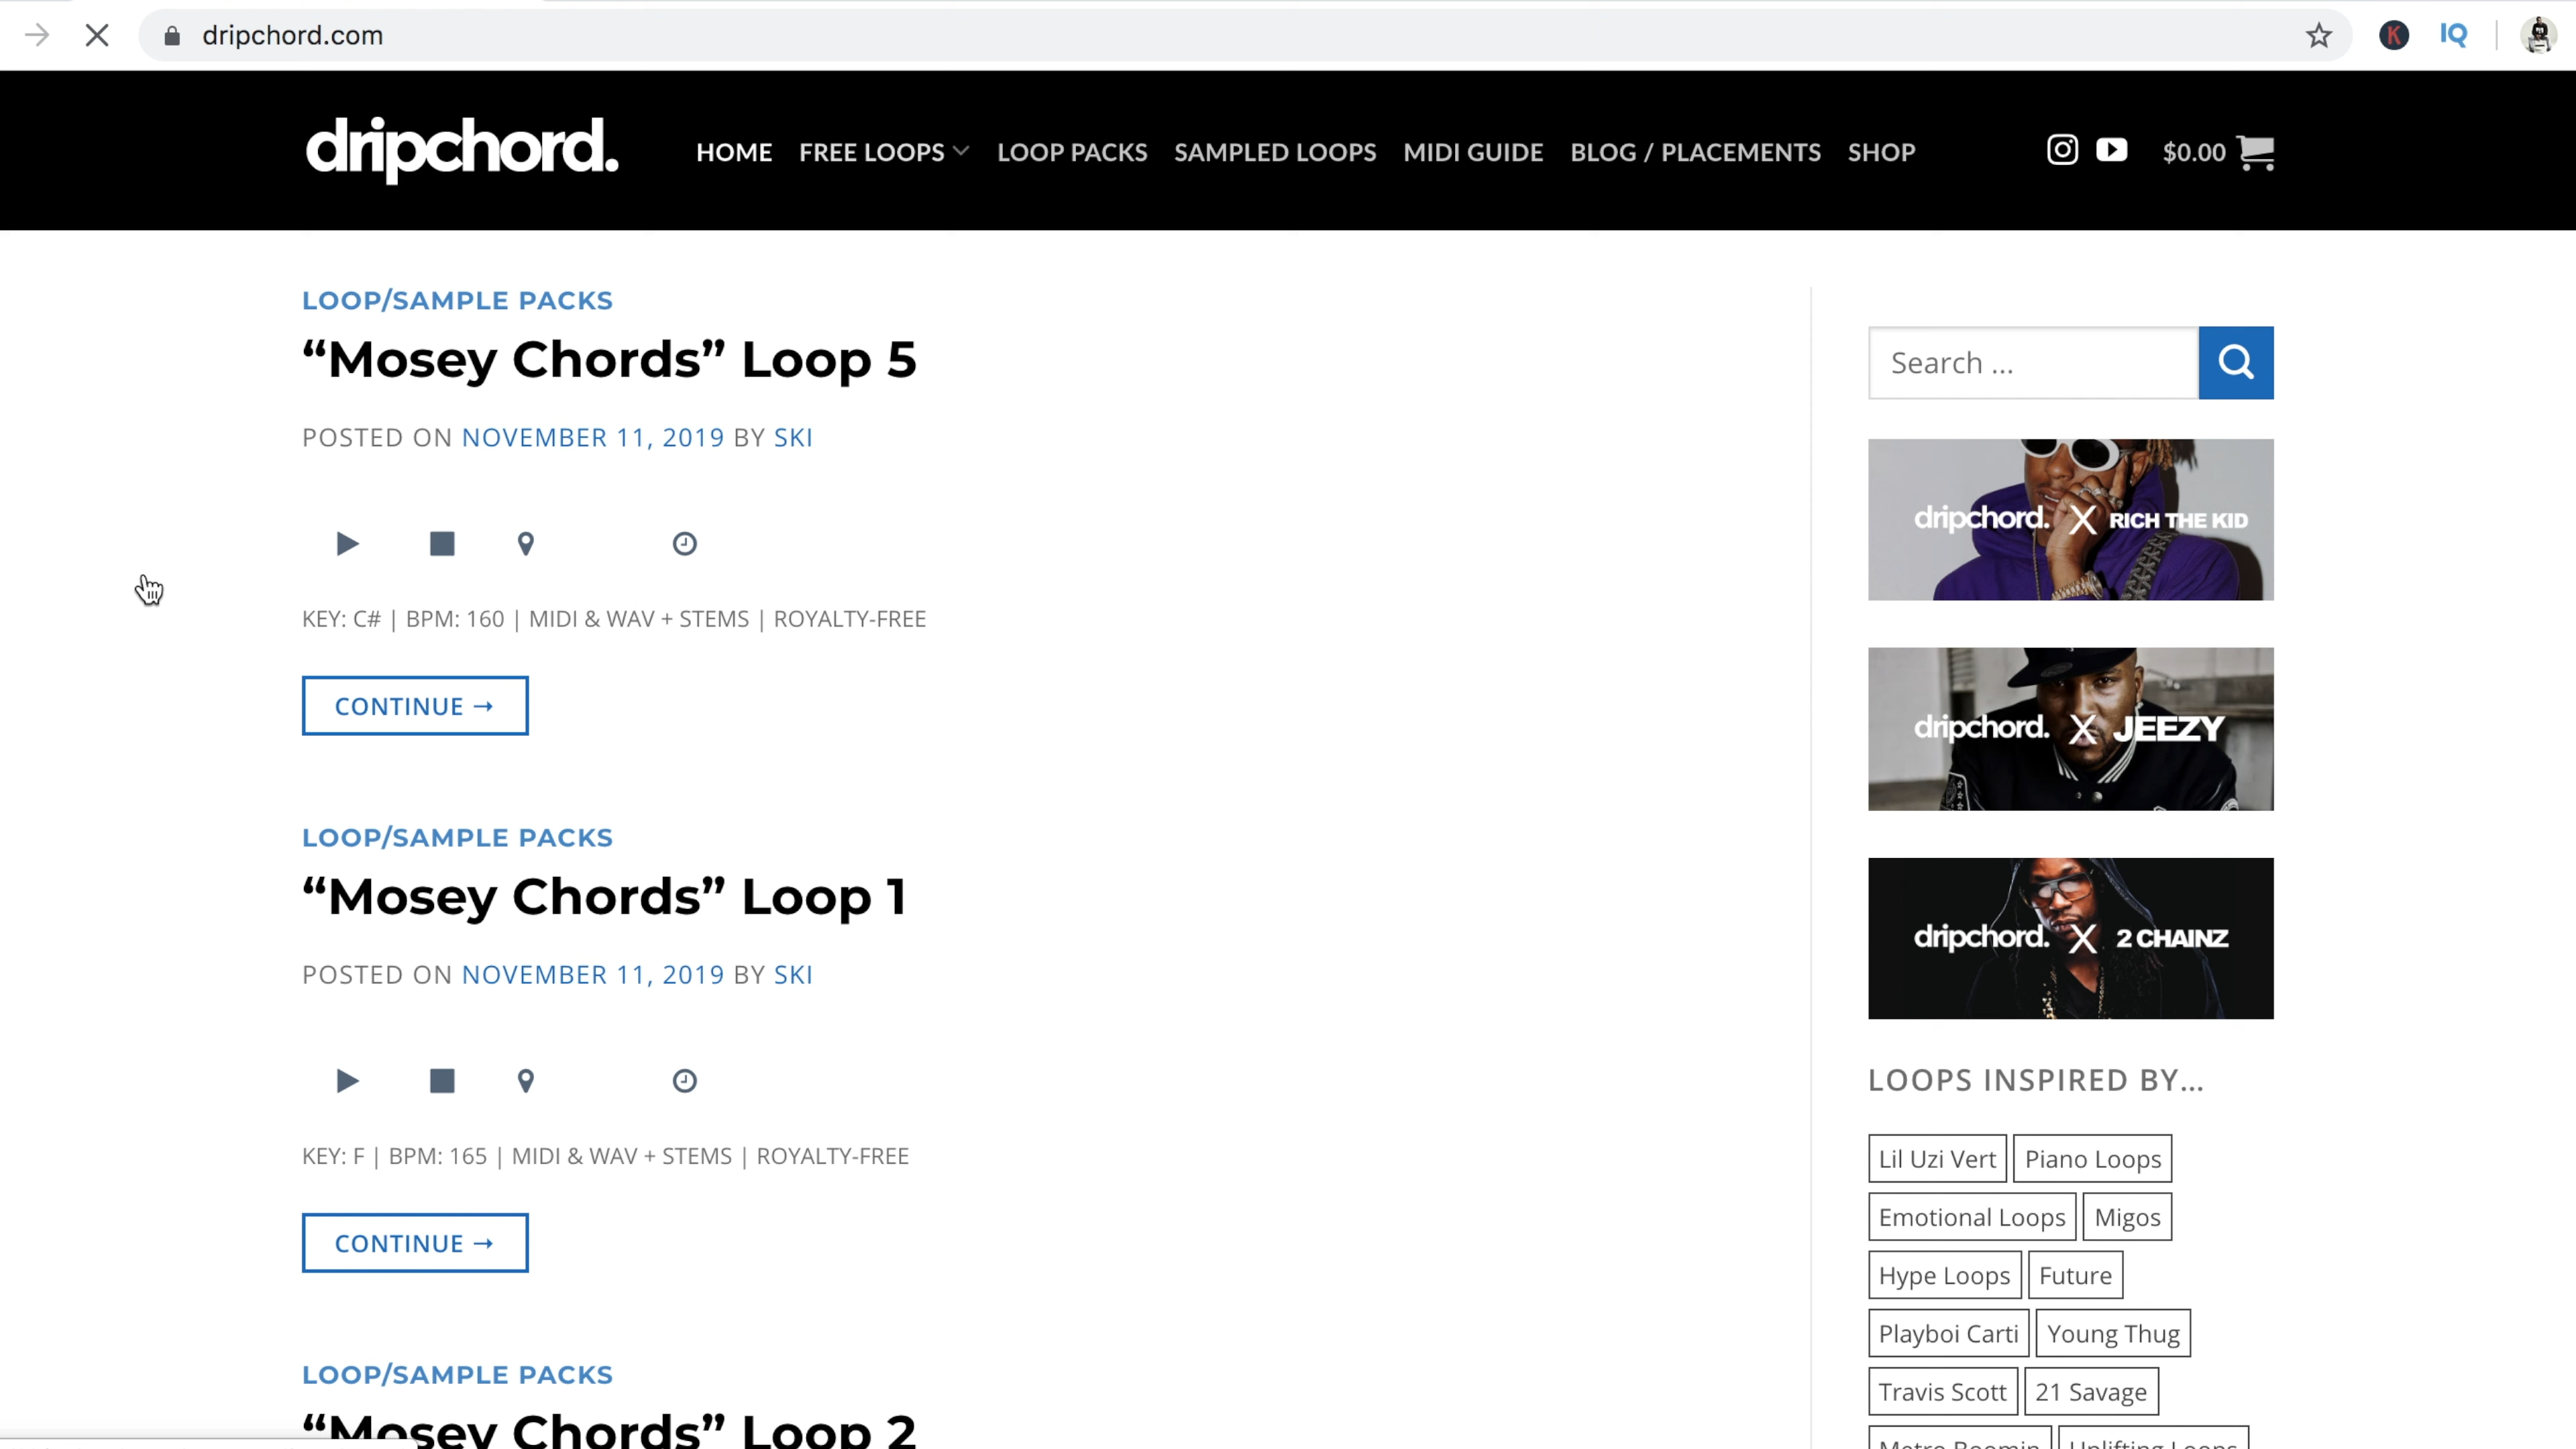 dripchord.com
K
IQ
dripchord.
HOME FREE LOOPS LOOP PACKS SAMPLED LOOPS MIDI GUIDE BLOG / PLACEMENTS SHOP
$0.00
LOOP/SAMPLE PACKS
“Mosey Chords” Loop 5
POSTED ON NOVEMBER 11, 2019 BY SKI
KEY: C# | BPM: 160 | MIDI & WAV + STEMS | ROYALTY-FREE
CONTINUE →
LOOP/SAMPLE PACKS
“Mosey Chords” Loop 1
POSTED ON NOVEMBER 11, 2019 BY SKI
KEY: F | BPM: 165 | MIDI & WAV + STEMS | ROYALTY-FREE
CONTINUE →
LOOP/SAMPLE PACKS
“Mosey Chords” Loop 2
Search ...
dripchord. X RICH THE KID
dripchord. X JEEZY
dripchord. X 2 CHAINZ
LOOPS INSPIRED BY...
Lil Uzi Vert Piano Loops
Emotional Loops Migos
Hype Loops Future
Playboi Carti Young Thug
Travis Scott 21 Savage
Metro Boomin Uplifting Loops